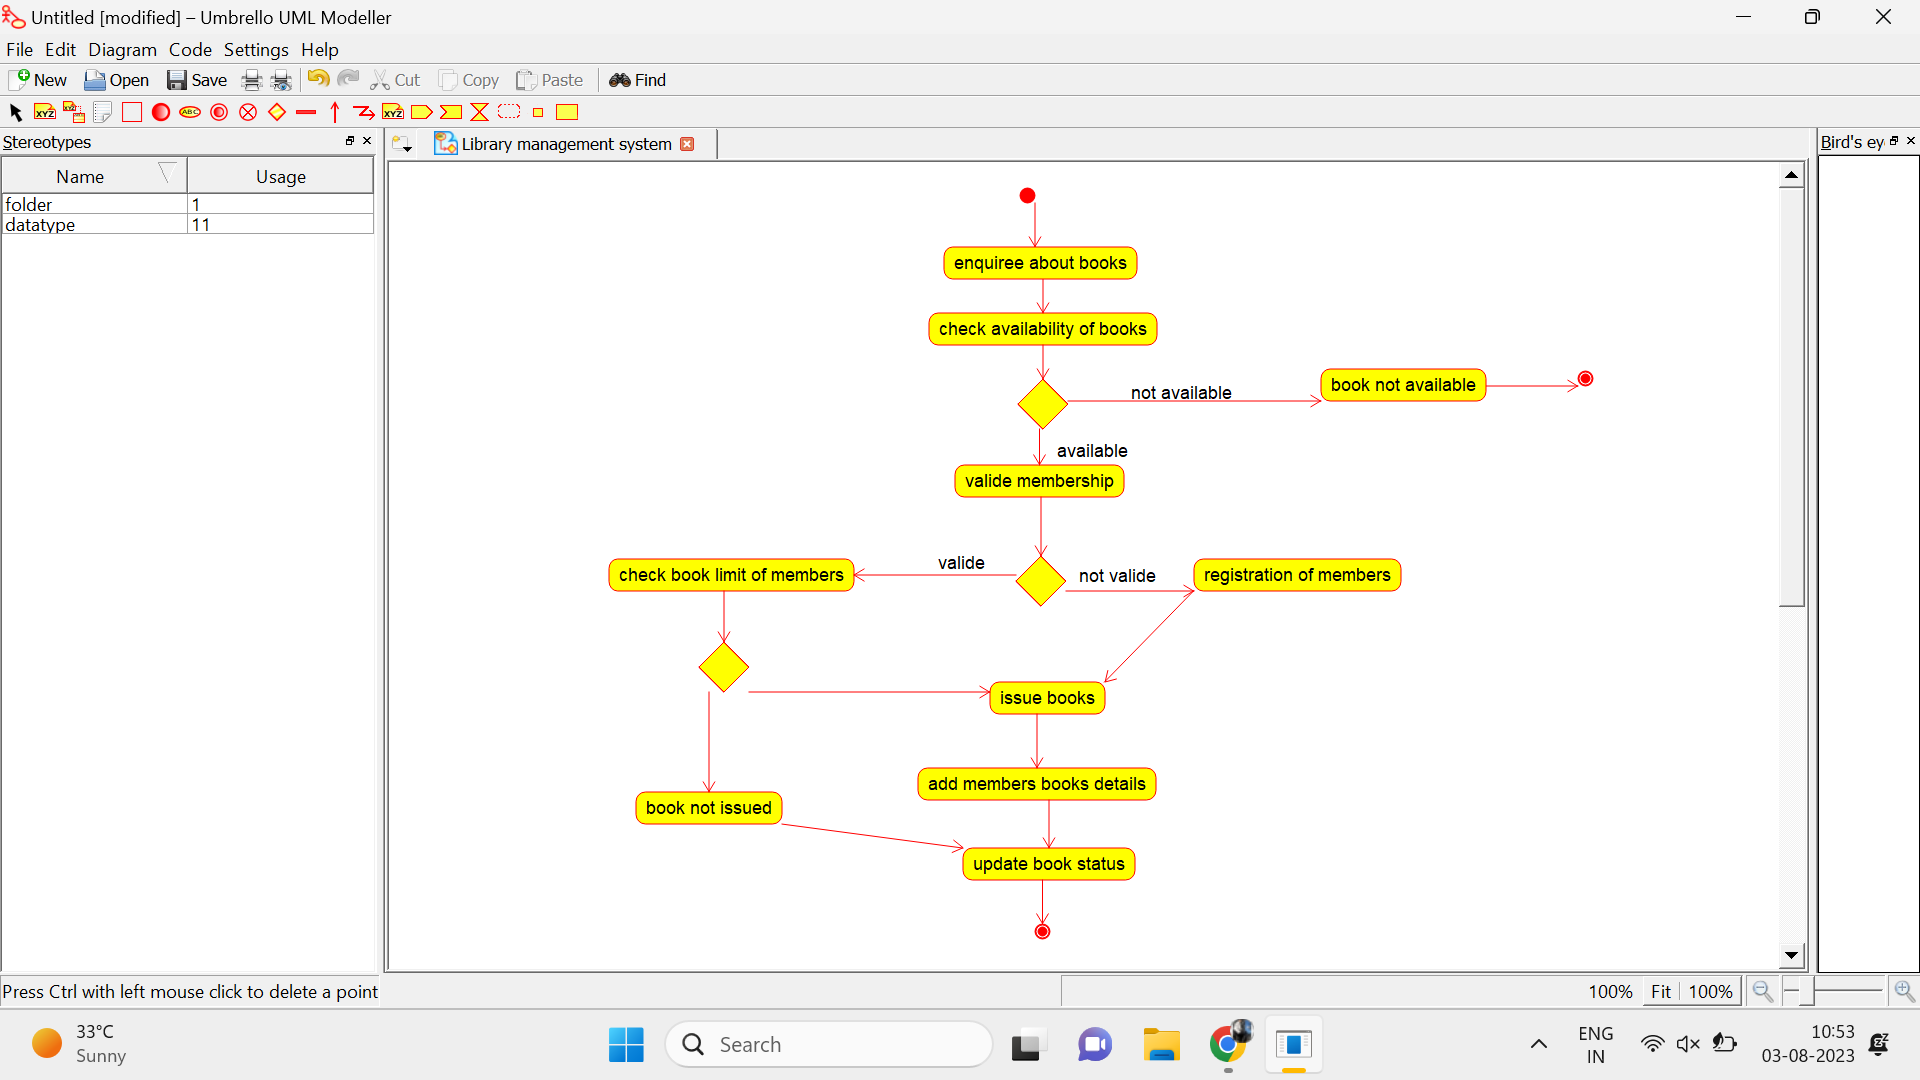 Untitled [modified] – Umbrello UML Modeller
File Edit Diagram Code Settings Help
New Open Save Cut Copy Paste Find
XYZ XYZ ABC XYZ
Stereotypes
Library management system
Bird's ey
Name Usage
folder 1
datatype 11
enquiree about books
check availability of books
not available
book not available
available
valide membership
valide
check book limit of members
not valide
registration of members
issue books
add members books details
book not issued
update book status
Press Ctrl with left mouse click to delete a point
100% Fit 100%
33°C
Sunny
Search
ENG
IN
10:53
03-08-2023